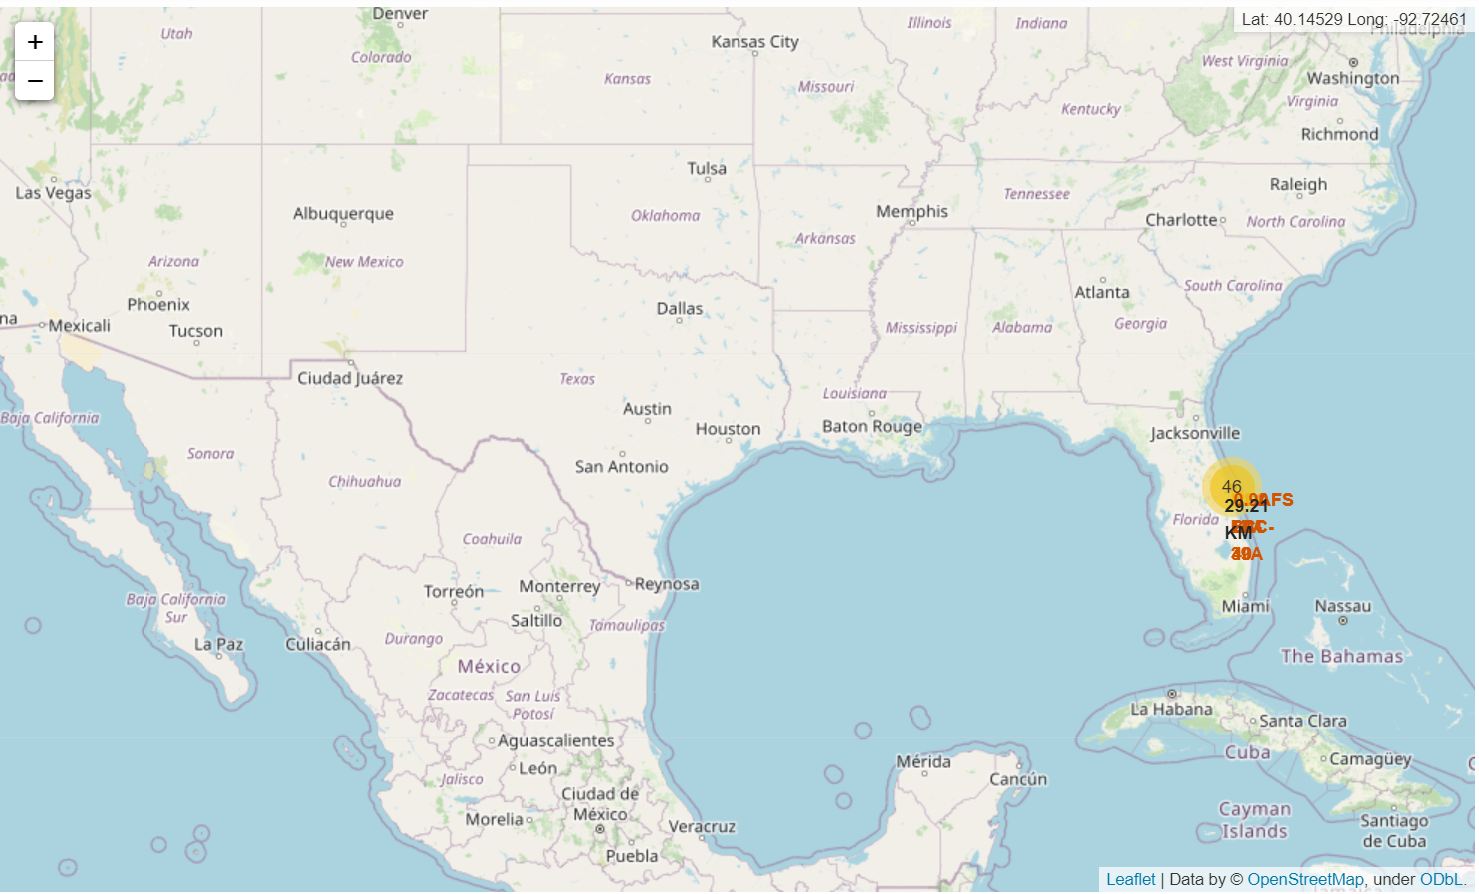 Denver
Illinois
Indiana
Lat: 40.14529 Long: -92.72461
Philadelphia
+
Utah
Kansas City
Colorado
West Virginia
−
Kansas
Missouri
Washington
Kentucky
Virginia
Richmond
Tulsa
Las Vegas
Raleigh
Tennessee
Albuquerque
Oklahoma
Memphis
Charlotte
North Carolina
Arkansas
Arizona
New Mexico
South Carolina
Phoenix
Atlanta
Dallas
Mexicali
Tucson
Mississippi
Alabama
Georgia
Ciudad Juárez
Texas
Louisiana
Baja California
Austin
Houston
Baton Rouge
Jacksonville
Sonora
San Antonio
Chihuahua
46
29.21
KM
Florida
Coahuila
Torreón
Monterrey
Reynosa
Baja California
Sur
Saltillo
Tamaulipas
Miami
Nassau
La Paz
Culiacán
Durango
México
The Bahamas
Zacatecas
San Luis
Potosí
La Habana
Santa Clara
Aguascalientes
Cuba
Camagüey
León
Jalisco
Mérida
Cancún
Ciudad de
México
Morelia
Veracruz
Cayman
Islands
Santiago
de Cuba
Puebla
Leaflet | Data by © OpenStreetMap, under ODbL.